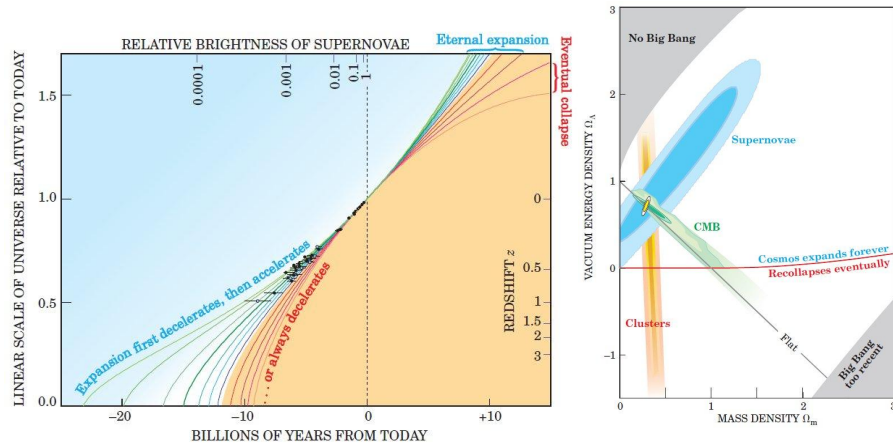 RELATIVE BRIGHTNESS OF SUPERNOVAE
Eternal expansion
Eventual collapse
0.0001
0.001
0.01
0.1
1
LINEAR SCALE OF UNIVERSE RELATIVE TO TODAY
1.5
1.0
0.5
0.0
Expansion first decelerates, then accelerates
or always decelerates
REDSHIFT z
0
0.5
1
1.5
2
3
−20
−10
0
+10
BILLIONS OF YEARS FROM TODAY
No Big Bang
VACUUM ENERGY DENSITY ΩΛ
3
2
1
0
−1
Supernovae
CMB
Cosmos expands forever
Recollapses eventually
Clusters
Flat
Big Bang
too recent
0
1
2
3
MASS DENSITY Ωm